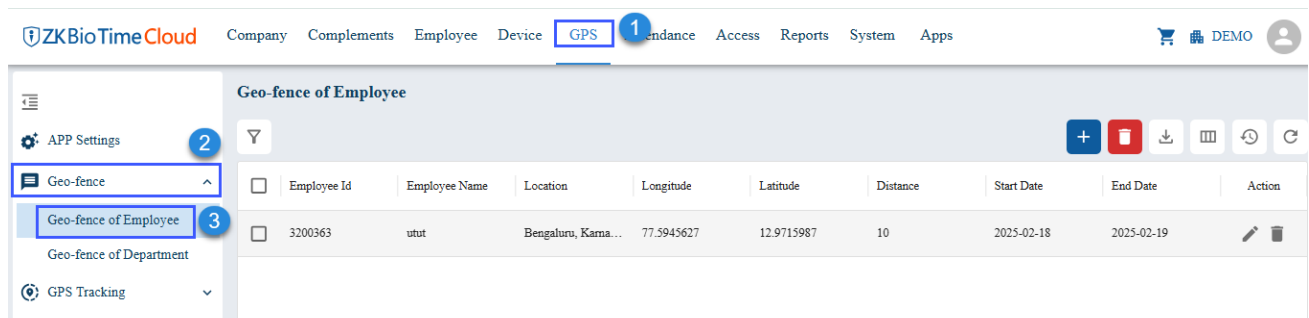 ZKBioTime Cloud Company Complements Employee Device GPS 1 endance Access Reports System Apps DEMO
Geo-fence of Employee
APP Settings 2
Geo-fence
Employee Id Employee Name Location Longitude Latitude Distance Start Date End Date Action
Geo-fence of Employee 3
3200363 utut Bengaluru, Karna... 77.5945627 12.9715987 10 2025-02-18 2025-02-19
Geo-fence of Department
GPS Tracking